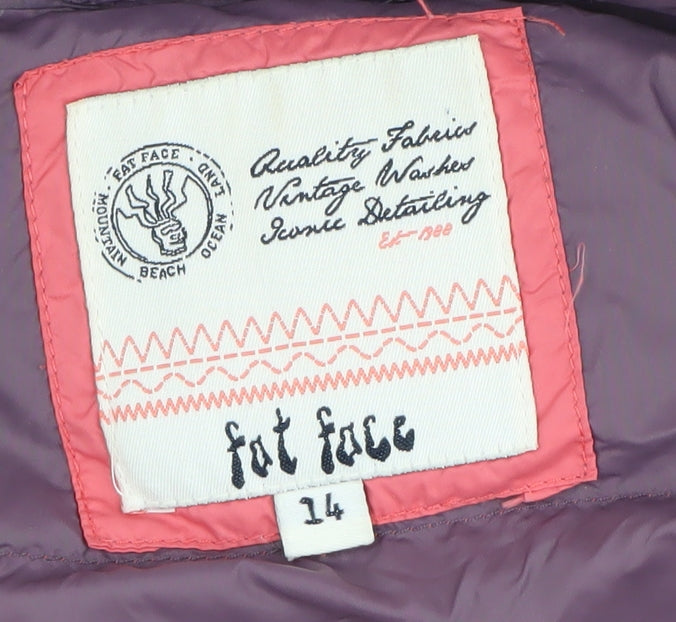 · FAT FACE ·
LAND
OCEAN
BEACH
MOUNTAIN
Quality Fabrics
Vintage Washes
Iconic Detailing
Est 1988
fat face
14